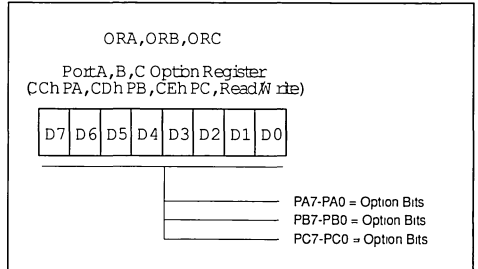 ORA,ORB,ORC
PortA,B,C Option Register
(CCh PA,CDh PB,CEh PC,Read/Write)
D7 D6 D5 D4 D3 D2 D1 D0
PA7-PA0 = Option Bits
PB7-PB0 = Option Bits
PC7-PC0 = Option Bits